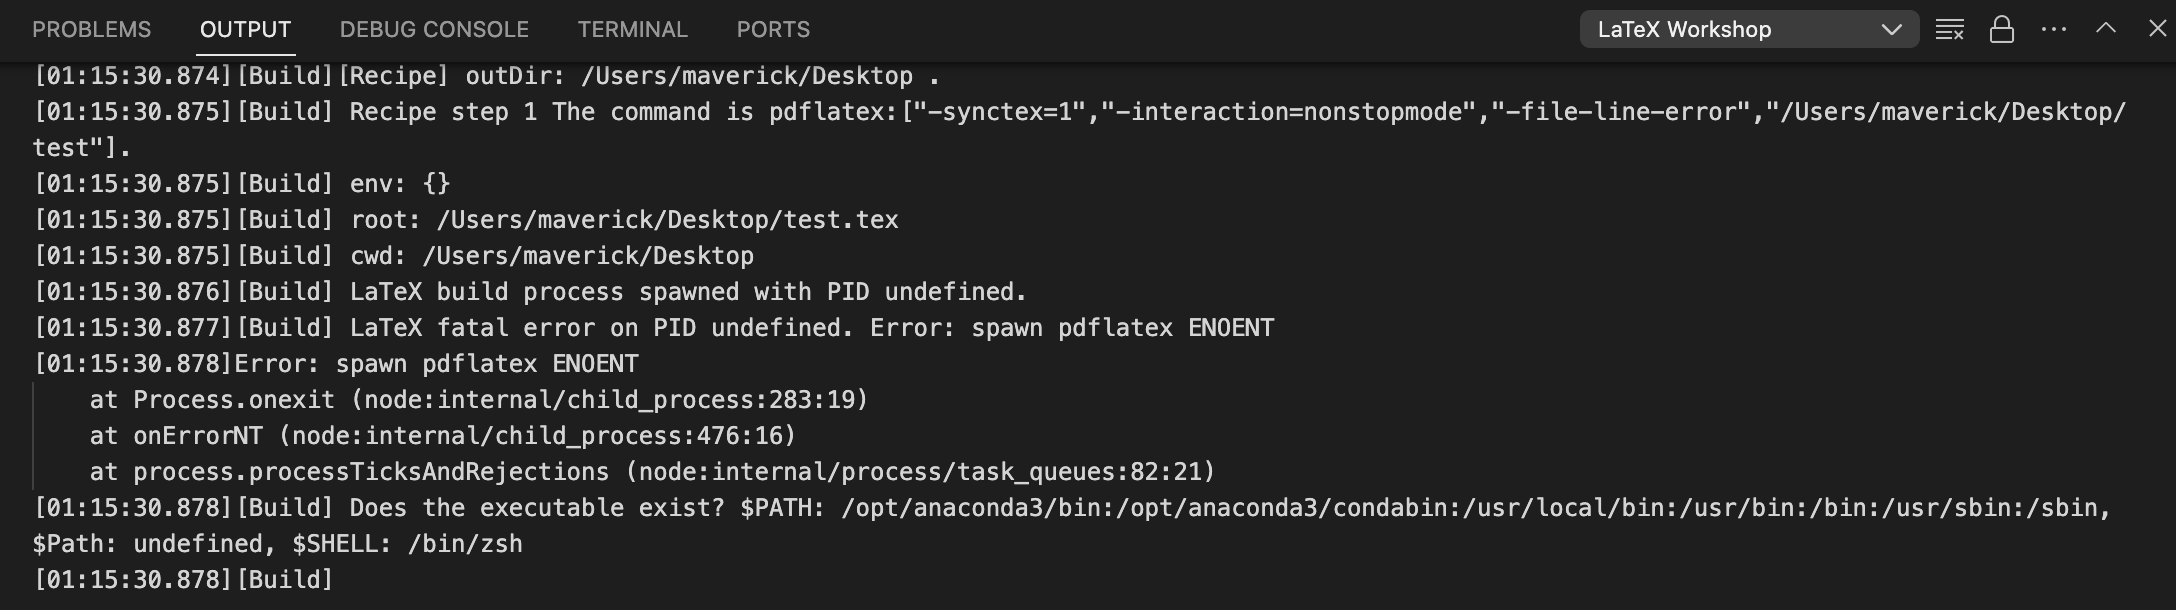 PROBLEMS OUTPUT DEBUG CONSOLE TERMINAL PORTS LaTeX Workshop
[01:15:30.874][Build][Recipe] outDir: /Users/maverick/Desktop .
[01:15:30.875][Build] Recipe step 1 The command is pdflatex:["-synctex=1","-interaction=nonstopmode","-file-line-error","/Users/maverick/Desktop/
test"].
[01:15:30.875][Build] env: {}
[01:15:30.875][Build] root: /Users/maverick/Desktop/test.tex
[01:15:30.875][Build] cwd: /Users/maverick/Desktop
[01:15:30.876][Build] LaTeX build process spawned with PID undefined.
[01:15:30.877][Build] LaTeX fatal error on PID undefined. Error: spawn pdflatex ENOENT
[01:15:30.878]Error: spawn pdflatex ENOENT
    at Process.onexit (node:internal/child_process:283:19)
    at onErrorNT (node:internal/child_process:476:16)
    at process.processTicksAndRejections (node:internal/process/task_queues:82:21)
[01:15:30.878][Build] Does the executable exist? $PATH: /opt/anaconda3/bin:/opt/anaconda3/condabin:/usr/local/bin:/usr/bin:/bin:/usr/sbin:/sbin,
$Path: undefined, $SHELL: /bin/zsh
[01:15:30.878][Build]